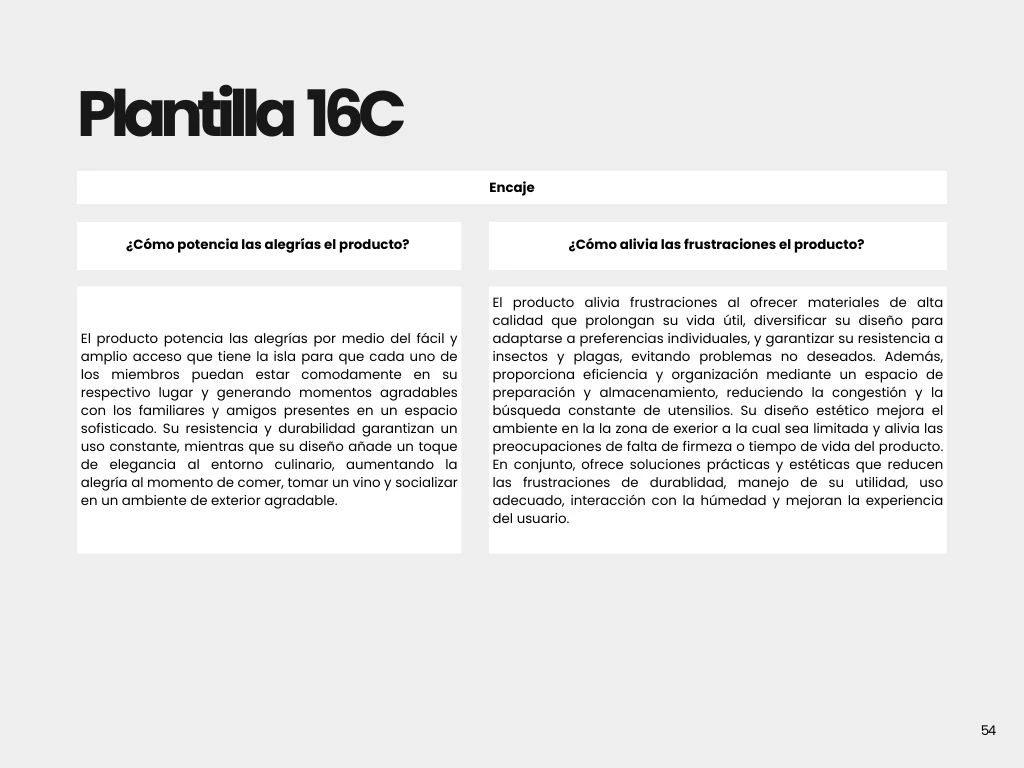 Plantilla 16C
Encaje
¿Cómo potencia las alegrías el producto?
¿Cómo alivia las frustraciones el producto?
El producto potencia las alegrías por medio del fácil y
amplio acceso que tiene la isla para que cada uno de
los miembros puedan estar comodamente en su
respectivo lugar y generando momentos agradables
con los familiares y amigos presentes en un espacio
sofisticado. Su resistencia y durabilidad garantizan un
uso constante, mientras que su diseño añade un toque
de elegancia al entorno culinario, aumentando la
alegría al momento de comer, tomar un vino y socializar
en un ambiente de exterior agradable.
El producto alivia frustraciones al ofrecer materiales de alta
calidad que prolongan su vida útil, diversificar su diseño para
adaptarse a preferencias individuales, y garantizar su resistencia a
insectos y plagas, evitando problemas no deseados. Además,
proporciona eficiencia y organización mediante un espacio de
preparación y almacenamiento, reduciendo la congestión y la
búsqueda constante de utensilios. Su diseño estético mejora el
ambiente en la la zona de exerior a la cual sea limitada y alivia las
preocupaciones de falta de firmeza o tiempo de vida del producto.
En conjunto, ofrece soluciones prácticas y estéticas que reducen
las frustraciones de durablidad, manejo de su utilidad, uso
adecuado, interacción con la húmedad y mejoran la experiencia
del usuario.
54